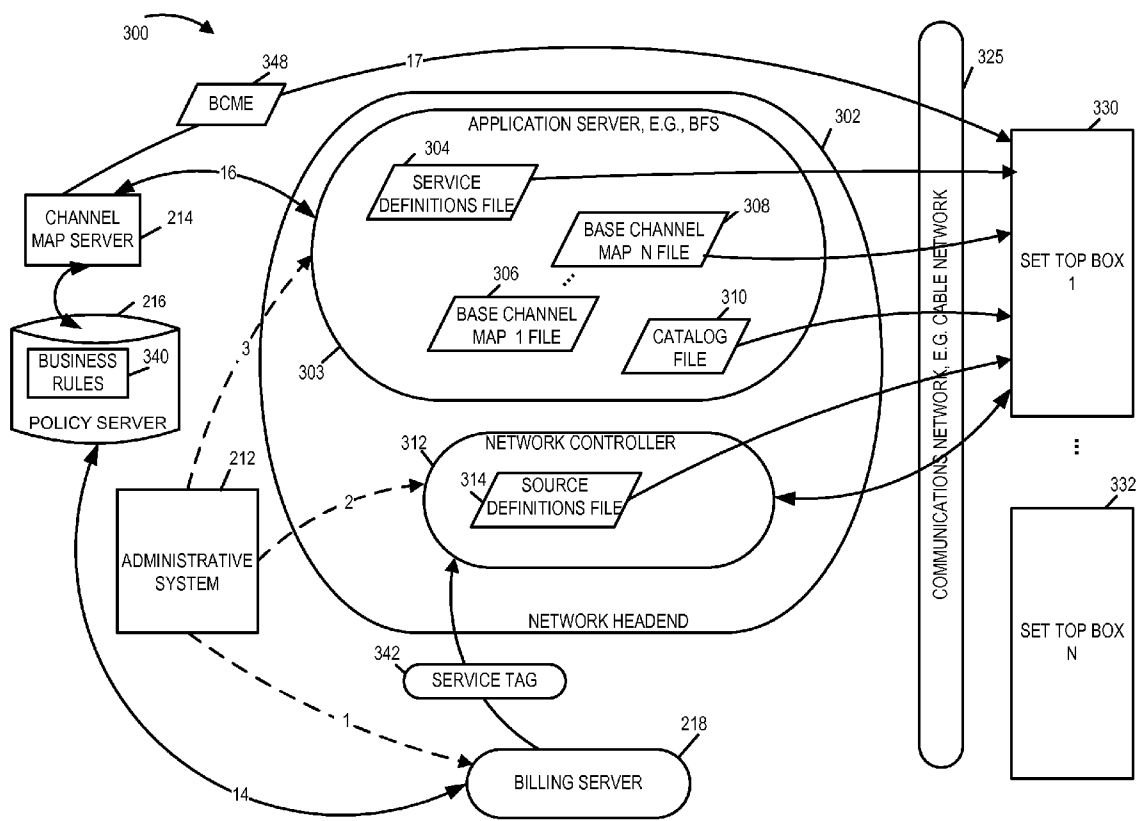 300
348
BCME
17
325
330
APPLICATION SERVER, E.G., BFS
302
304
SERVICE
DEFINITIONS FILE
16
CHANNEL
MAP SERVER
214
BASE CHANNEL
MAP N FILE
308
...
306
BASE CHANNEL
MAP 1 FILE
310
CATALOG
FILE
303
SET TOP BOX
1
216
BUSINESS
RULES
340
POLICY SERVER
3
COMMUNICATIONS NETWORK, E.G. CABLE NETWORK
312
NETWORK CONTROLLER
314
SOURCE
DEFINITIONS FILE
...
212
2
332
ADMINISTRATIVE
SYSTEM
NETWORK HEADEND
SET TOP BOX
N
342
SERVICE TAG
1
218
BILLING SERVER
14